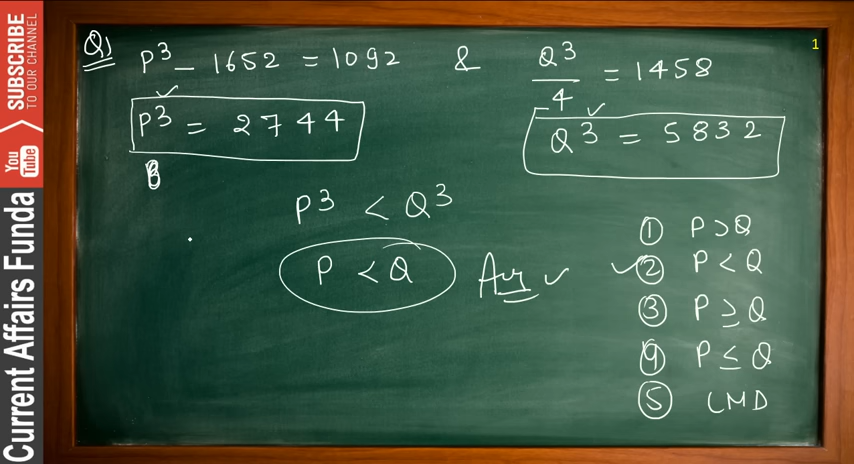 SUBSCRIBE
TO OUR CHANNEL
You Tube
Current Affairs Funda
1
Q) P³ - 1652 = 1092 & Q³/4 = 1458
P³ = 2744 Q³ = 5832
P³ < Q³
P < Q Ans
① P > Q
② P < Q
③ P ≥ Q
④ P ≤ Q
⑤ CND